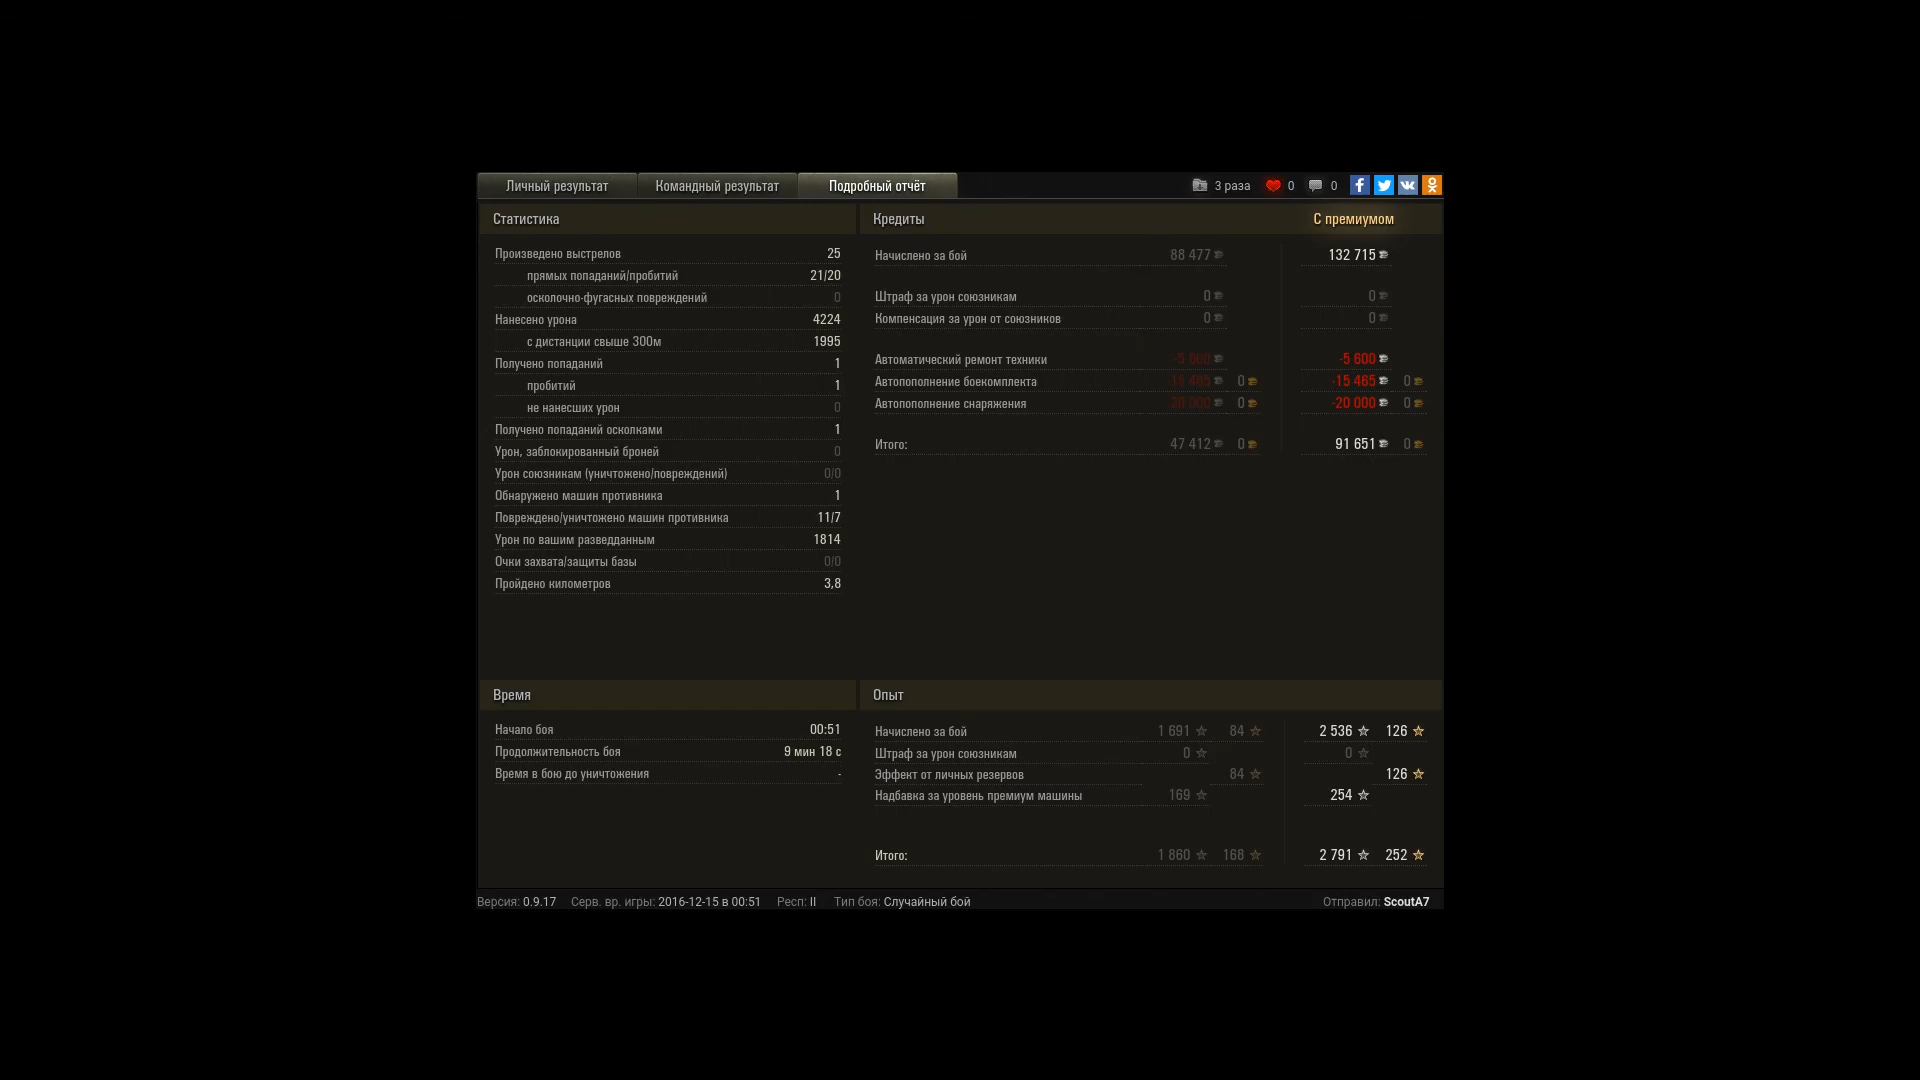 Личный результат Командный результат Подробный отчёт 3 раза 0 0
Статистика
Произведено выстрелов 25
прямых попаданий/пробитий 21/20
осколочно-фугасных повреждений 0
Нанесено урона 4224
с дистанции свыше 300м 1995
Получено попаданий 1
пробитий 1
не нанесших урон 0
Получено попаданий осколками 1
Урон, заблокированный броней 0
Урон союзникам (уничтожено/повреждений) 0/0
Обнаружено машин противника 1
Повреждено/уничтожено машин противника 11/7
Урон по вашим разведданным 1814
Очки захвата/защиты базы 0/0
Пройдено километров 3,8
Кредиты С премиумом
Начислено за бой 88 477 132 715
Штраф за урон союзникам 0 0
Компенсация за урон от союзников 0 0
Автоматический ремонт техники -5 600 -5 600
Автопополнение боекомплекта -15 465 0 -15 465 0
Автопополнение снаряжения -20 000 0 -20 000 0
Итого: 47 412 0 91 651 0
Время
Начало боя 00:51
Продолжительность боя 9 мин 18 с
Время в бою до уничтожения -
Опыт
Начислено за бой 1 691 84 2 536 126
Штраф за урон союзникам 0 0
Эффект от личных резервов 84 126
Надбавка за уровень премиум машины 169 254
Итого: 1 860 168 2 791 252
Версия: 0.9.17 Серв. вр. игры: 2016-12-15 в 00:51 Респ: II Тип боя: Случайный бой Отправил: ScoutA7